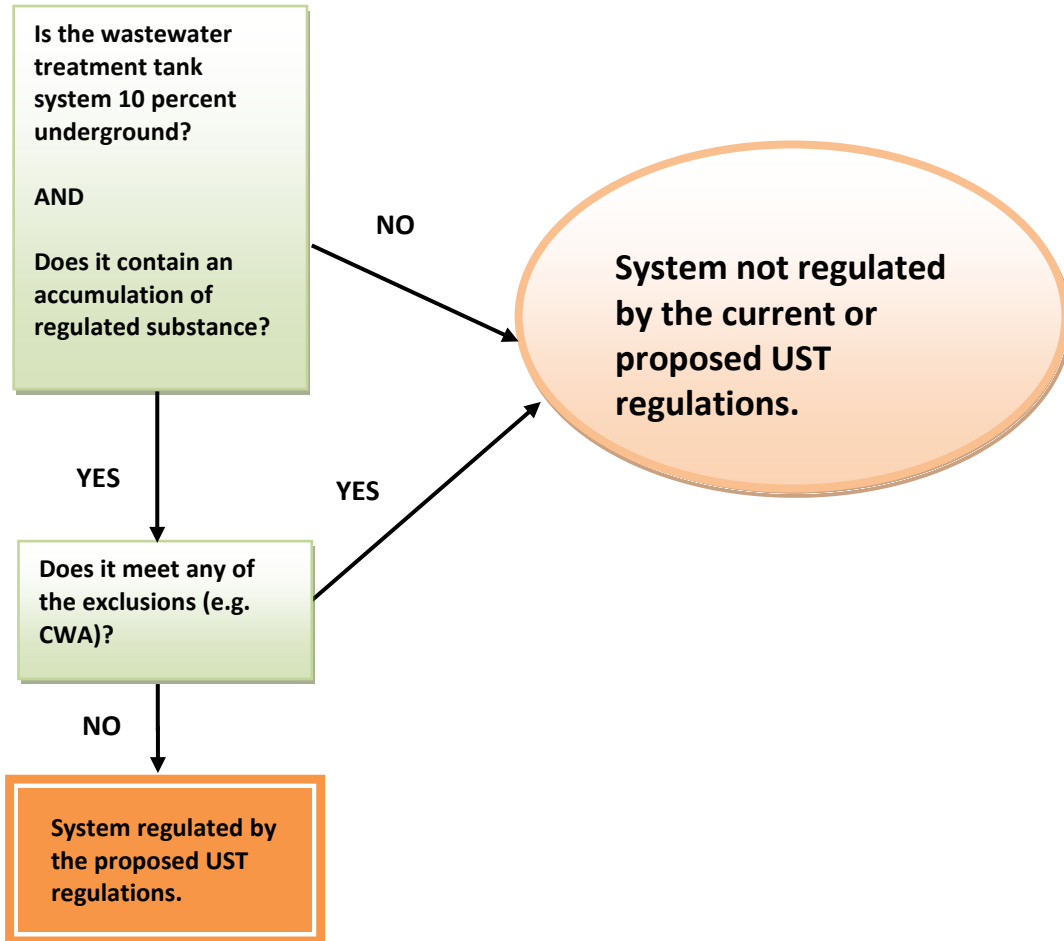 Is the wastewater
treatment tank
system 10 percent
underground?
AND
Does it contain an
accumulation of
regulated substance?
NO
System not regulated
by the current or
proposed UST
regulations.
YES
YES
Does it meet any of
the exclusions (e.g.
CWA)?
NO
System regulated by
the proposed UST
regulations.